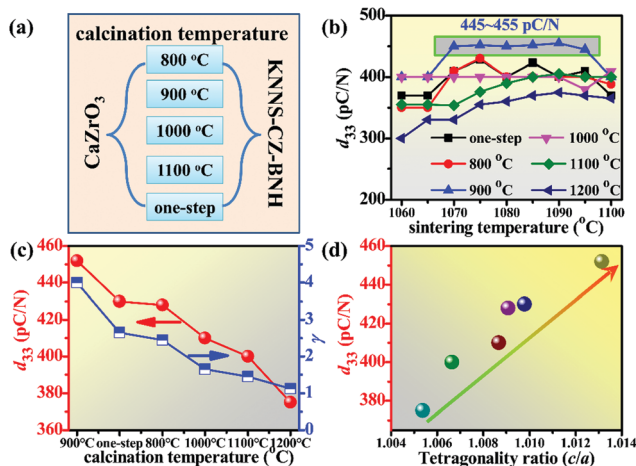 (a)
calcination temperature
CaZrO3
800 °C
900 °C
1000 °C
1100 °C
one-step
KNNS-CZ-BNH
(b)
445~455 pC/N
d33 (pC/N)
500
400
300
200
one-step
800 °C
900 °C
1000 °C
1100 °C
1200 °C
1060 1070 1080 1090 1100
sintering temperature (°C)
(c)
d33 (pC/N)
460
440
420
400
380
360
5
4
3
2
1
0
γ
900°C one-step 800°C 1000°C 1100°C 1200°C
calcination temperature (°C)
(d)
d33 (pC/N)
460
440
420
400
380
360
1.004 1.006 1.008 1.010 1.012 1.014
Tetragonality ratio (c/a)